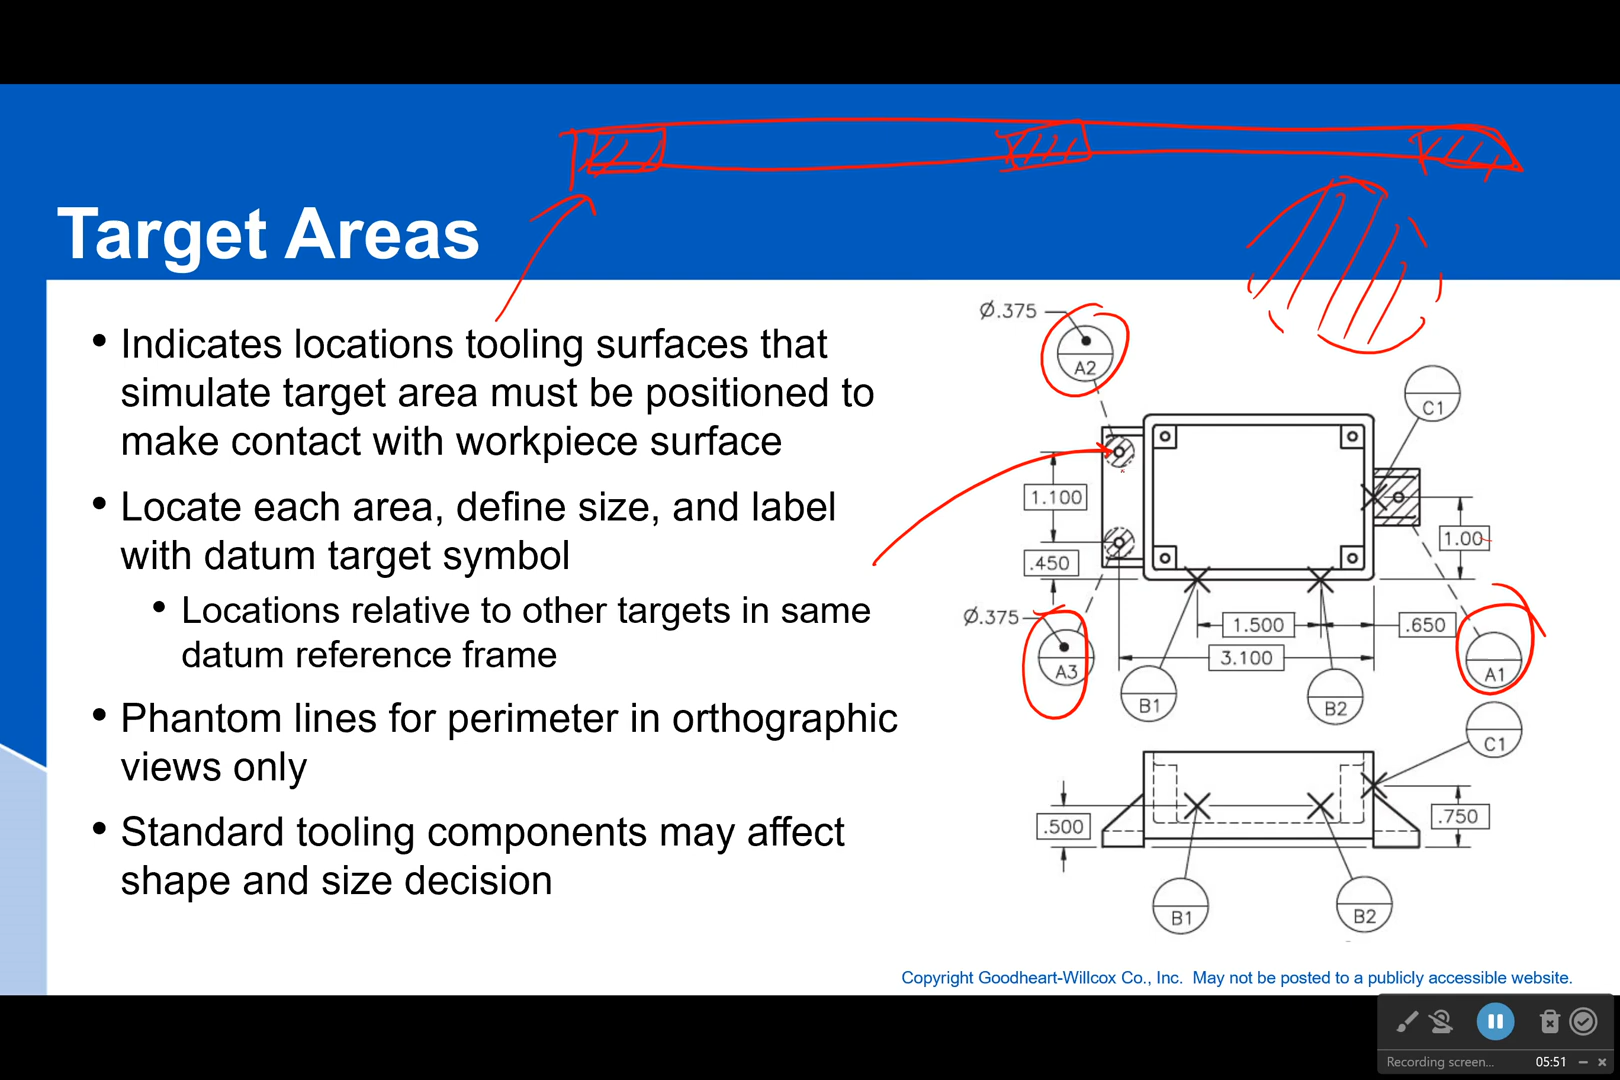 Target Areas
• Indicates locations tooling surfaces that
simulate target area must be positioned to
make contact with workpiece surface
• Locate each area, define size, and label
with datum target symbol
• Locations relative to other targets in same
datum reference frame
• Phantom lines for perimeter in orthographic
views only
• Standard tooling components may affect
shape and size decision
Ø.375
A2
C1
1.100
1.00
.450
Ø.375
1.500
.650
3.100
A3
A1
B1
B2
C1
.500
.750
B1
B2
Copyright Goodheart-Willcox Co., Inc. May not be posted to a publicly accessible website.
Recording screen...
05:51